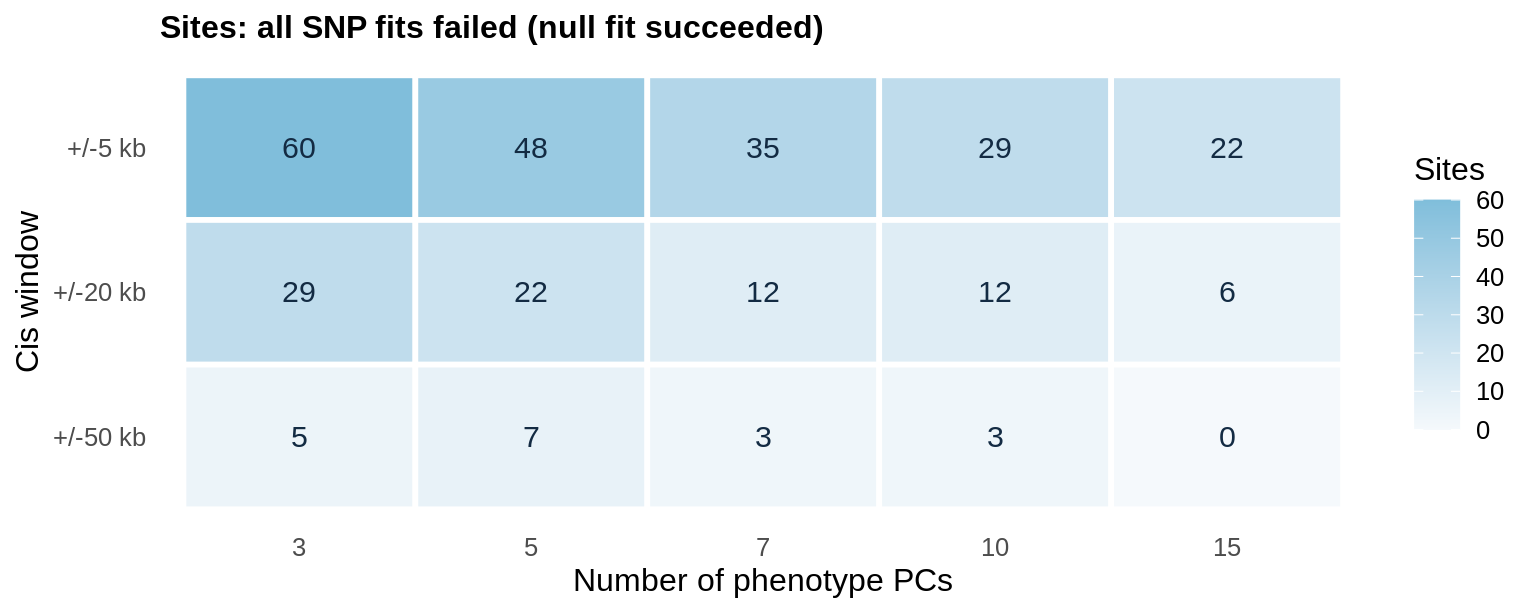 Sites: all SNP fits failed (null fit succeeded)
+/-5 kb 60 48 35 29 22
+/-20 kb 29 22 12 12 6
+/-50 kb 5 7 3 3 0
3 5 7 10 15
Number of phenotype PCs
Cis window
Sites
60
50
40
30
20
10
0